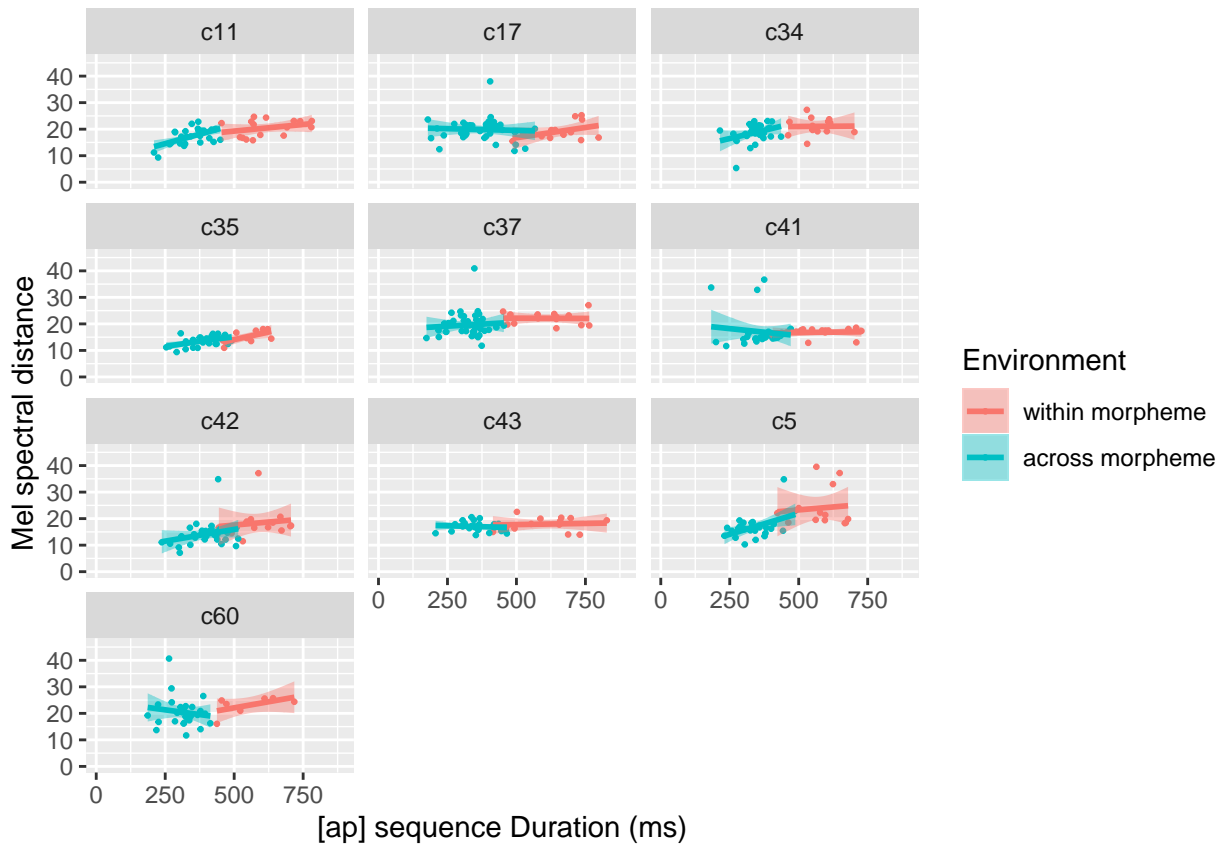 c11 c17 c34
40
30
20
10
0
c35 c37 c41
40
30
20
10
0
c42 c43 c5
40
30
20
10
0
0 250 500 750 0 250 500 750
c60
40
30
20
10
0
0 250 500 750
Mel spectral distance
[ap] sequence Duration (ms)
Environment
within morpheme
across morpheme